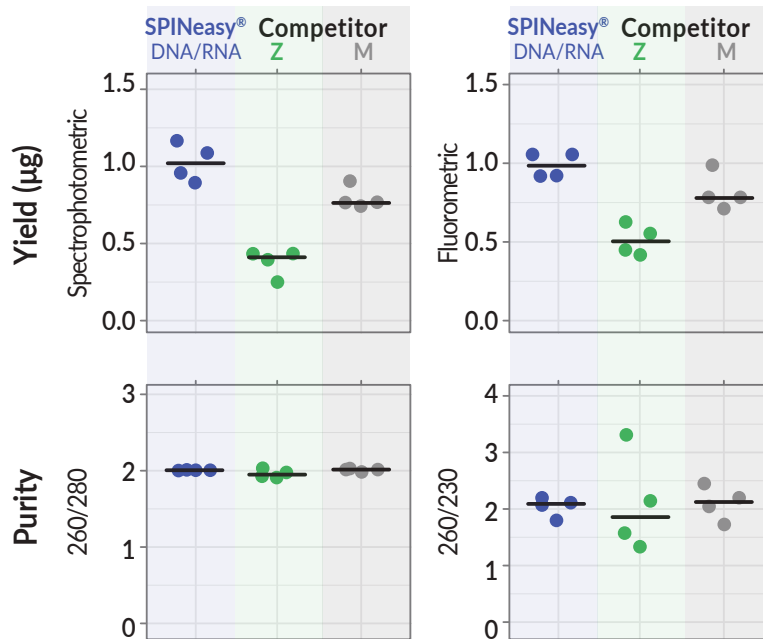 SPINeasy® Competitor
DNA/RNA Z M
SPINeasy® Competitor
DNA/RNA Z M
Yield (µg)
Spectrophotometric
1.5
1.0
0.5
0.0
Fluorometric
1.5
1.0
0.5
0.0
Purity
260/280
3
2
1
0
260/230
4
3
2
1
0